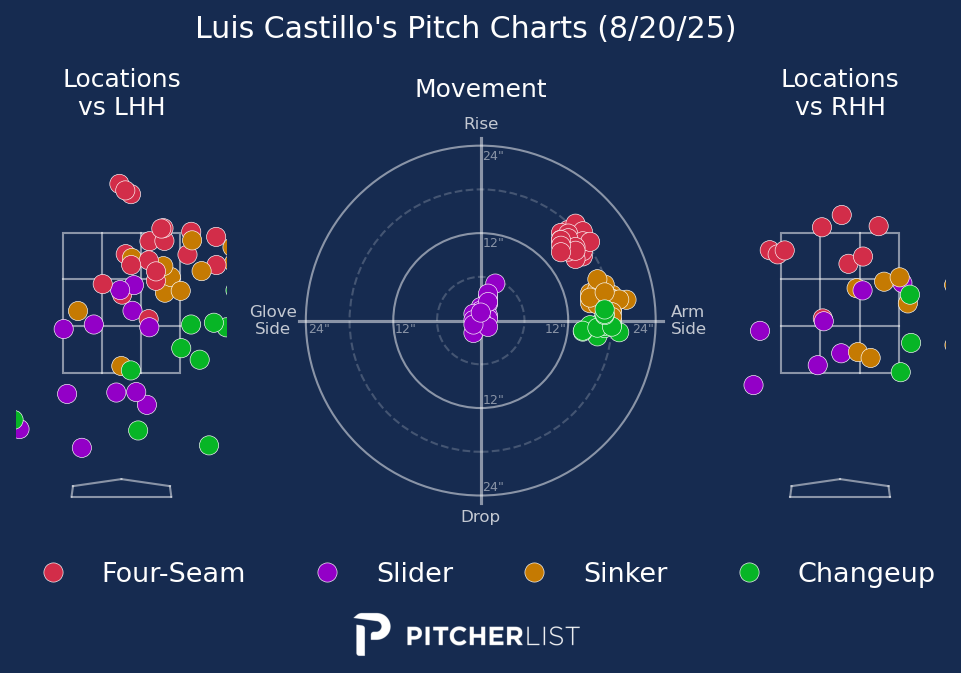 Luis Castillo's Pitch Charts (8/20/25)
Locations
vs LHH
Movement
Locations
vs RHH
Rise
24"
12"
Glove
Side
24"
12"
12"
24"
Arm
Side
12"
24"
Drop
Four-Seam
Slider
Sinker
Changeup
PITCHERLIST